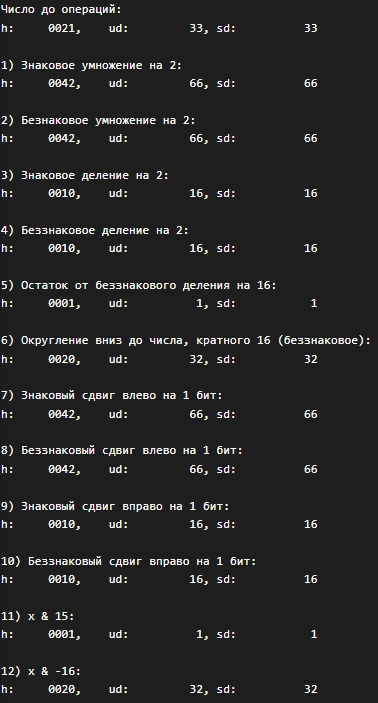 Число до операций:
h: 0021, ud: 33, sd: 33
1) Знаковое умножение на 2:
h: 0042, ud: 66, sd: 66
2) Безнаковое умножение на 2:
h: 0042, ud: 66, sd: 66
3) Знаковое деление на 2:
h: 0010, ud: 16, sd: 16
4) Беззнаковое деление на 2:
h: 0010, ud: 16, sd: 16
5) Остаток от беззнакового деления на 16:
h: 0001, ud: 1, sd: 1
6) Округление вниз до числа, кратного 16 (беззнаковое):
h: 0020, ud: 32, sd: 32
7) Знаковый сдвиг влево на 1 бит:
h: 0042, ud: 66, sd: 66
8) Беззнаковый сдвиг влево на 1 бит:
h: 0042, ud: 66, sd: 66
9) Знаковый сдвиг вправо на 1 бит:
h: 0010, ud: 16, sd: 16
10) Беззнаковый сдвиг вправо на 1 бит:
h: 0010, ud: 16, sd: 16
11) x & 15:
h: 0001, ud: 1, sd: 1
12) x & -16:
h: 0020, ud: 32, sd: 32